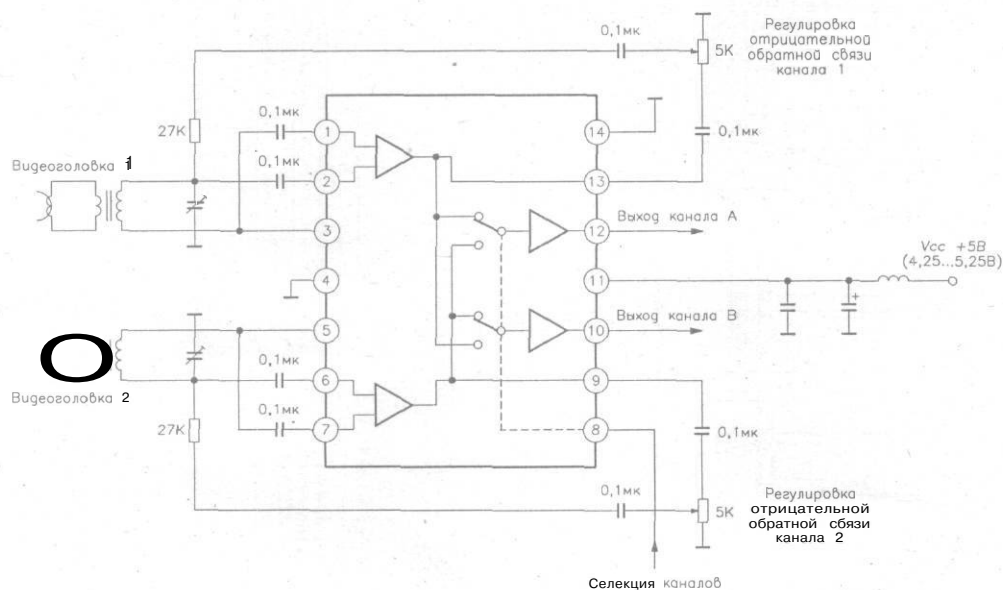 0,1мк
5К
Регулировка
отрицательной
обратной связи
канала 1
27К
0,1мк
1
14
0,1мк
Видеоголовка 1
0,1мк
2
13
3
12
Выход канала А
Vcc +5В
(4,25...5,25В)
4
11
+
5
10
Выход канала В
0,1мк
6
9
Видеоголовка 2
27К
0,1мк
7
8
0,1мк
0,1мк
5К
Регулировка
отрицательной
обратной сбязи
канала 2
Селекция каналов